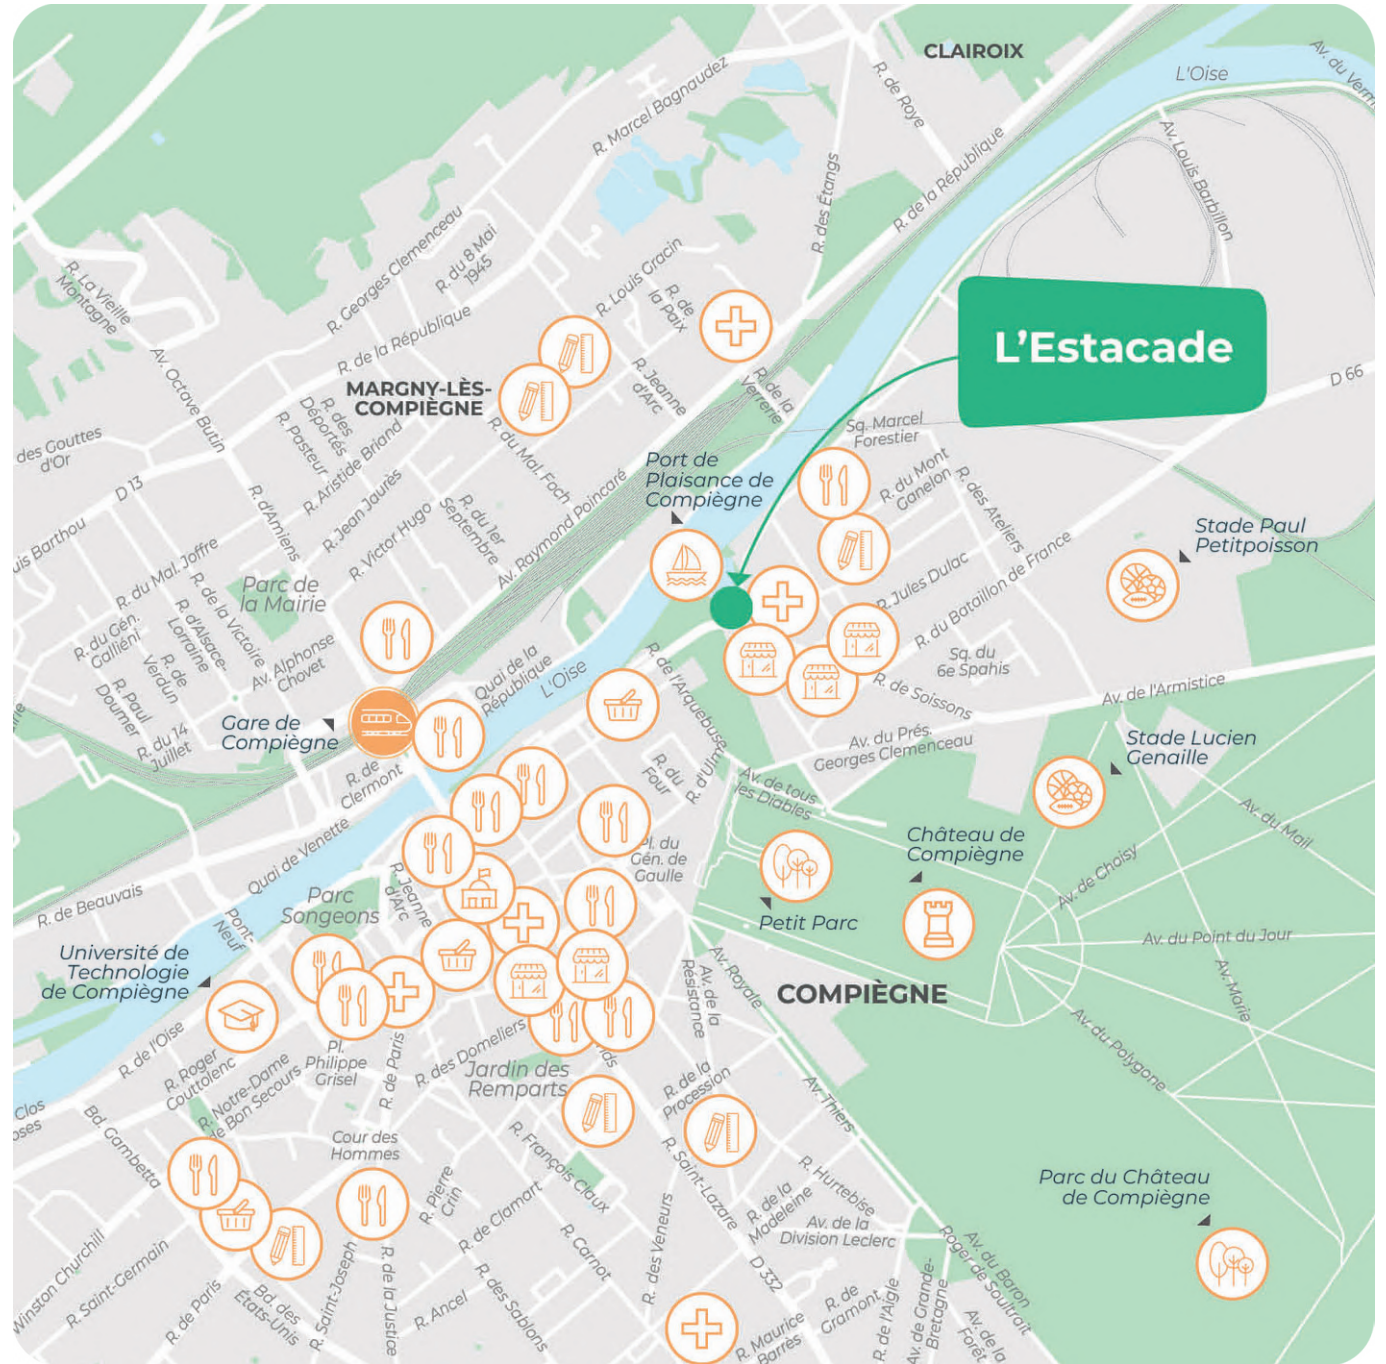 CLAIROIX
L'Oise
Av. du Verm
R. de Roye
R. Marcel Bagnaudez
Av. Louis Barbillon
R. des Étangs
R. de la République
R. Georges Clemenceau
R. du 8 Mai
1945
R. La Vieille
Montagne
R. Louis Gracin
R. de
la Paix
R. de la République
L'Estacade
Av. Octave Butin
MARGNY-LÈS-
COMPIÈGNE
R. Jeanne
d'Arc
R. de la
Verrerie
D 66
Sq. Marcel
Forestier
des Gouttes
d'Or
R. des
Déportés
R. Pasteur
R. Aristide Briand
R. du Mal. Foch
Port de
Plaisance de
Compiègne
R. du Mont
Ganelon
R. des Ateliers
D 13
R. d'Amiens
R. Jean Jaurès
R. Victor Hugo
R. du 1er
Septembre
Av. Raymond Poincaré
Stade Paul
Petitpoisson
uis Barthou
R. du Mal. Joffre
R. de la Victoire
R. d'Alsace-
Lorraine
Parc de
la Mairie
R. Jules Dulac
R. du Bataillon de France
R. du Gén.
Galliéni
R. de
Verdun
R. Paul
Doumer
R. du 14
Juillet
Av. Alphonse
Chovet
Quai de la
République
L'Oise
R. de l'Arquebuse
Sq. du
6e Spahis
R. de Soissons
Av. de l'Armistice
Gare de
Compiègne
R. de
Clermont
R. du
Four
R. d'Ulm
Av. du Prés.
Georges Clemenceau
Stade Lucien
Genaille
Av. de tous
les Diables
Av. du Mail
Quai de Venette
Pl. du
Gén. de
Gaulle
Château de
Compiègne
Av. de Choisy
R. de Beauvais
Pont-
Neuf
Parc
Songeons
R. Jeanne
d'Arc
Petit Parc
Av. du Point du Jour
Université de
Technologie
de Compiègne
Av. Royale
Av. de la
Résistance
COMPIÈGNE
Av. Marie
R. de l'Oise
R. Roger
Couttolenc
Pl.
Philippe
Grisel
R. de Paris
R. des Domeliers
Jardin des
Remparts
nds
Av. du Polygone
Clos
oses
R. Notre-Dame
de Bon Secours
R. de la
Procession
Av. Thiers
Bd. Gambetta
Cour des
Hommes
R. François Claux
R. Saint-Lazare
R. Hurtebise
R. de la
Madeleine
Parc du Château
de Compiègne
R. Pierre
Crin
R. de Clamart
R. Carnot
R. des Veneurs
Av. de la
Division Leclerc
Winston Churchill
R. Saint-Germain
R. de Paris
Bd. des
États-Unis
R. Saint-Joseph
R. de la Justice
R. Ancel
R. des Sablons
D 332
R. Maurice
Barrès
R. de
Gramont
R. de l'Aigle
Av. de Grande-
Bretagne
Av. du Baron
Roger de Soultrait
Av. de la
Forêt